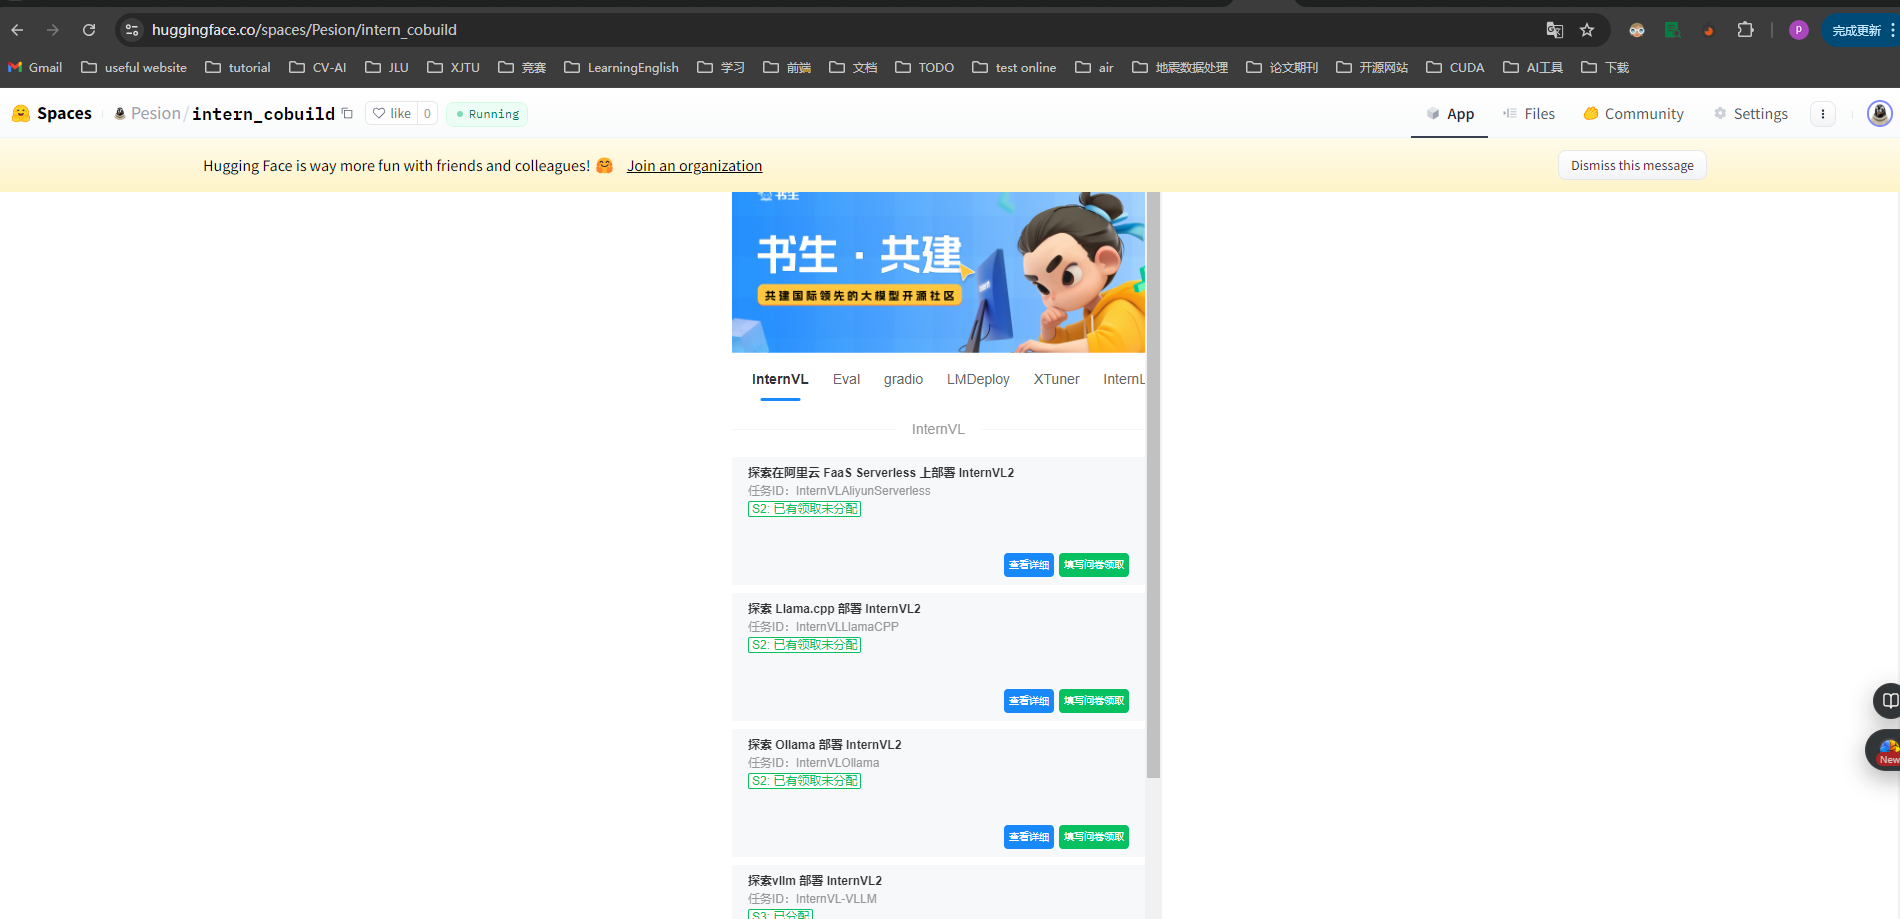 huggingface.co/spaces/Pesion/intern_cobuild
完成更新
Gmail useful website tutorial CV-AI JLU XJTU 竞赛 LearningEnglish 学习 前端 文档 TODO test online air 地震数据处理 论文期刊 开源网站 CUDA AI工具 下载
Spaces Pesion/intern_cobuild like 0 Running App Files Community Settings
Hugging Face is way more fun with friends and colleagues! 🤗 Join an organization Dismiss this message
书生
书生·共建
共建国际领先的大模型开源社区
InternVL Eval gradio LMDeploy XTuner InternL
InternVL
探索在阿里云 FaaS Serverless 上部署 InternVL2
任务ID：InternVLAliyunServerless
S2: 已有领取未分配
查看详细 填写问卷领取
探索 Llama.cpp 部署 InternVL2
任务ID：InternVLLlamaCPP
S2: 已有领取未分配
查看详细 填写问卷领取
探索 Ollama 部署 InternVL2
任务ID：InternVLOllama
S2: 已有领取未分配
查看详细 填写问卷领取
探索vllm 部署 InternVL2
任务ID：InternVL-VLLM
S3: 已分配
New
P